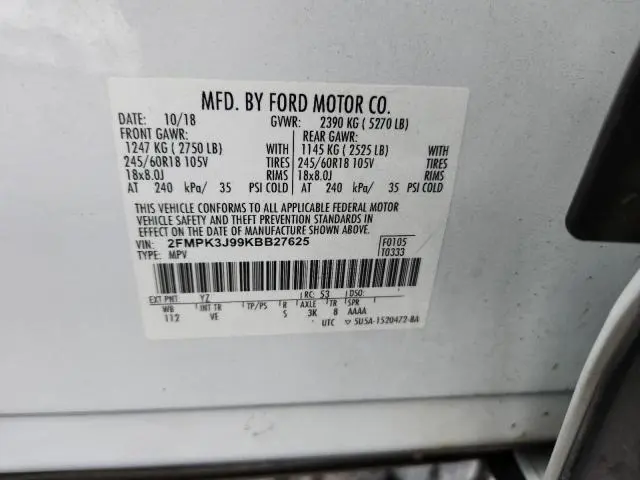 MFD. BY FORD MOTOR CO.
DATE: 10/18 GVWR: 2390 KG ( 5270 LB)
FRONT GAWR: REAR GAWR:
1247 KG ( 2750 LB) WITH 1145 KG ( 2525 LB) WITH
245/60R18 105V TIRES 245/60R18 105V TIRES
18x8.0J RIMS 18x8.0J RIMS
AT 240 kPa/ 35 PSI COLD AT 240 kPa/ 35 PSI COLD
THIS VEHICLE CONFORMS TO ALL APPLICABLE FEDERAL MOTOR
VEHICLE SAFETY AND THEFT PREVENTION STANDARDS IN
EFFECT ON THE DATE OF MANUFACTURE SHOWN ABOVE.
VIN: 2FMPK3J99KBB27625 F0105
TYPE: MPV T0333
EXT PNT: YZ RC: 53 DSO:
WB INT TR TP/PS R AXLE TR SPR
112 VE S 3K 8 AAAA
UTC 5U5A-1520472-BA